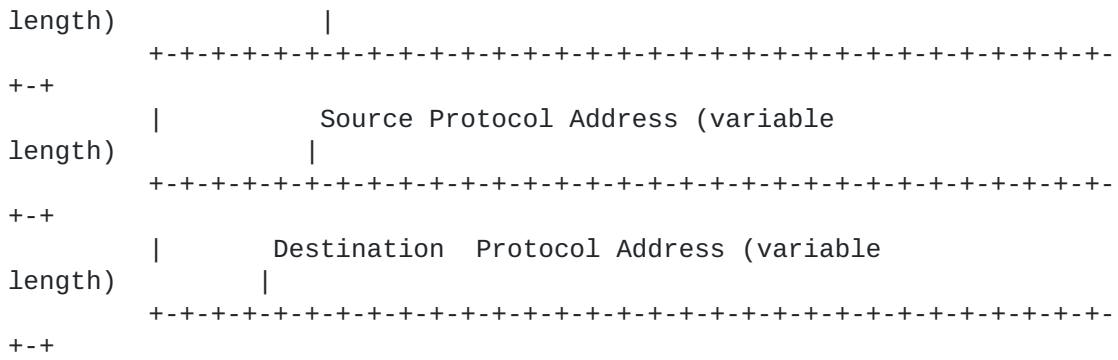 length)                    |
         +-+-+-+-+-+-+-+-+-+-+-+-+-+-+-+-+-+-+-+-+-+-+-+-+-+-+-+-+-+-+-
+-+
         |          Source Protocol Address (variable
length)            |
         +-+-+-+-+-+-+-+-+-+-+-+-+-+-+-+-+-+-+-+-+-+-+-+-+-+-+-+-+-+-+-
+-+
         |       Destination  Protocol Address (variable
length)         |
         +-+-+-+-+-+-+-+-+-+-+-+-+-+-+-+-+-+-+-+-+-+-+-+-+-+-+-+-+-+-+-
+-+